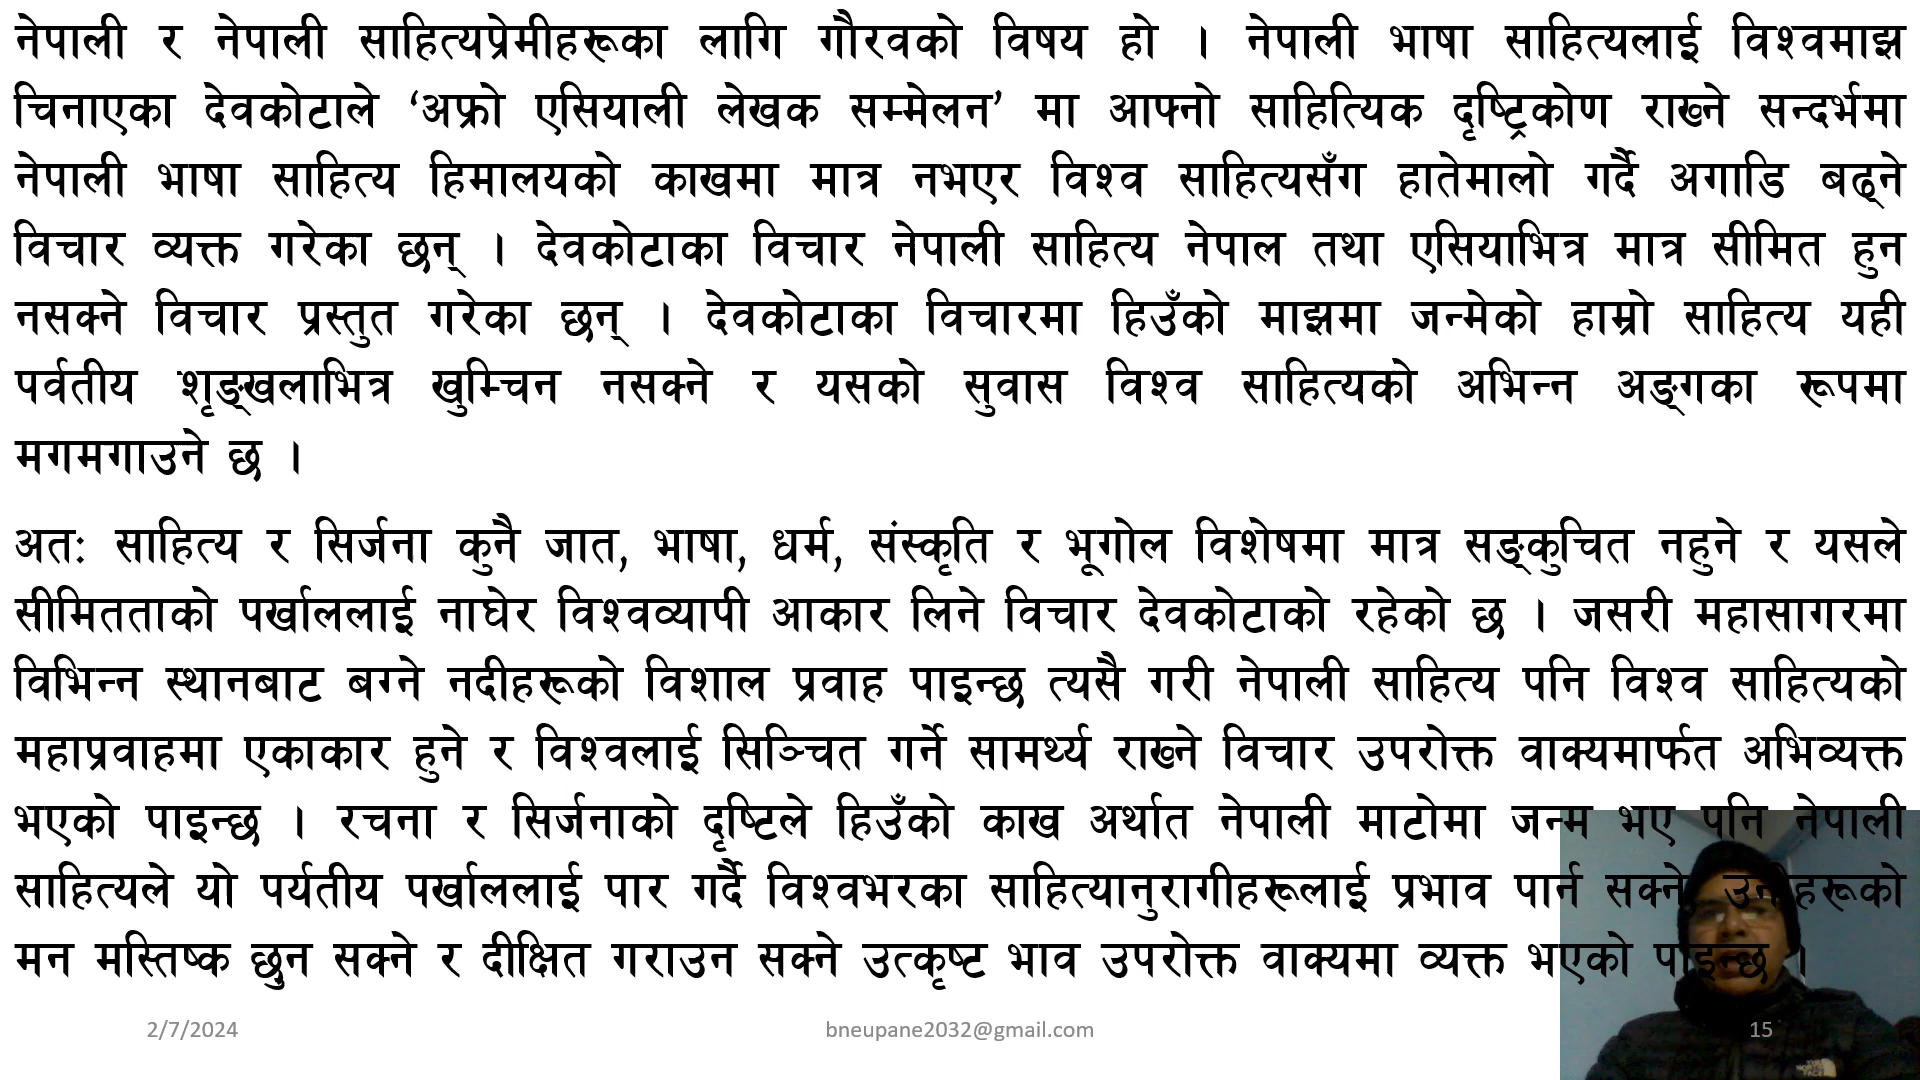 नेपाली र नेपाली साहित्यप्रेमीहरूका लागि गौरवको विषय हो । नेपाली भाषा साहित्यलाई विश्वमाझ
चिनाएका देवकोटाले ‘अफ्रो एसियाली लेखक सम्मेलन’ मा आफ्नो साहित्यिक दृष्ट्रिकोण राख्ने सन्दर्भमा
नेपाली भाषा साहित्य हिमालयको काखमा मात्र नभएर विश्व साहित्यसँग हातेमालो गर्दै अगाडि बढ्ने
विचार व्यक्त गरेका छन् । देवकोटाका विचार नेपाली साहित्य नेपाल तथा एसियाभित्र मात्र सीमित हुन
नसक्ने विचार प्रस्तुत गरेका छन् । देवकोटाका विचारमा हिउँको माझमा जन्मेको हाम्रो साहित्य यही
पर्वतीय शृङ्खलाभित्र खुम्चिन नसक्ने र यसको सुवास विश्व साहित्यको अभिन्न अङ्गका रूपमा
मगमगाउने छ ।
अतः साहित्य र सिर्जना कुनै जात, भाषा, धर्म, संस्कृति र भूगोल विशेषमा मात्र सङ्कुचित नहुने र यसले
सीमितताको पर्खाललाई नाघेर विश्वव्यापी आकार लिने विचार देवकोटाको रहेको छ । जसरी महासागरमा
विभिन्न स्थानबाट बग्ने नदीहरूको विशाल प्रवाह पाइन्छ त्यसै गरी नेपाली साहित्य पनि विश्व साहित्यको
महाप्रवाहमा एकाकार हुने र विश्वलाई सिञ्चित गर्ने सामर्थ्य राख्ने विचार उपरोक्त वाक्यमार्फत अभिव्यक्त
भएको पाइन्छ । रचना र सिर्जनाको दृष्टिले हिउँको काख अर्थात नेपाली माटोमा जन्म भए पनि नेपाली
साहित्यले यो पर्यतीय पर्खाललाई पार गर्दै विश्वभरका साहित्यानुरागीहरूलाई प्रभाव पार्न सक्ने, उनीहरूको
मन मस्तिष्क छुन सक्ने र दीक्षित गराउन सक्ने उत्कृष्ट भाव उपरोक्त वाक्यमा व्यक्त भएको पाइन्छ ।
2/7/2024 bneupane2032@gmail.com 15